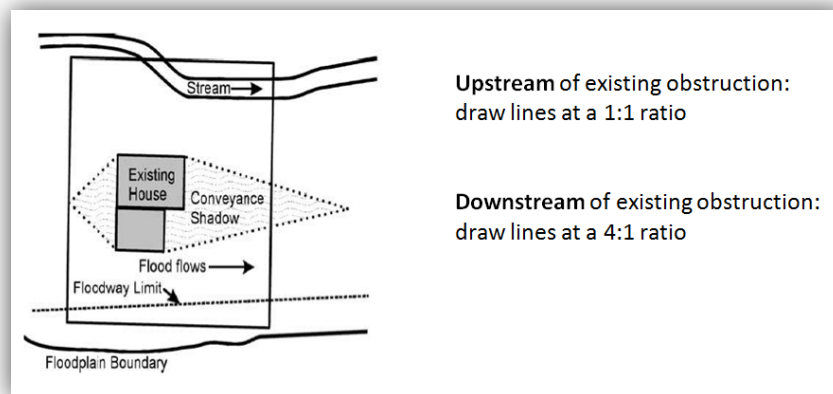 Stream
Existing
House
Conveyance
Shadow
Flood flows
Floodway Limit
Floodplain Boundary
Upstream of existing obstruction:
draw lines at a 1:1 ratio
Downstream of existing obstruction:
draw lines at a 4:1 ratio